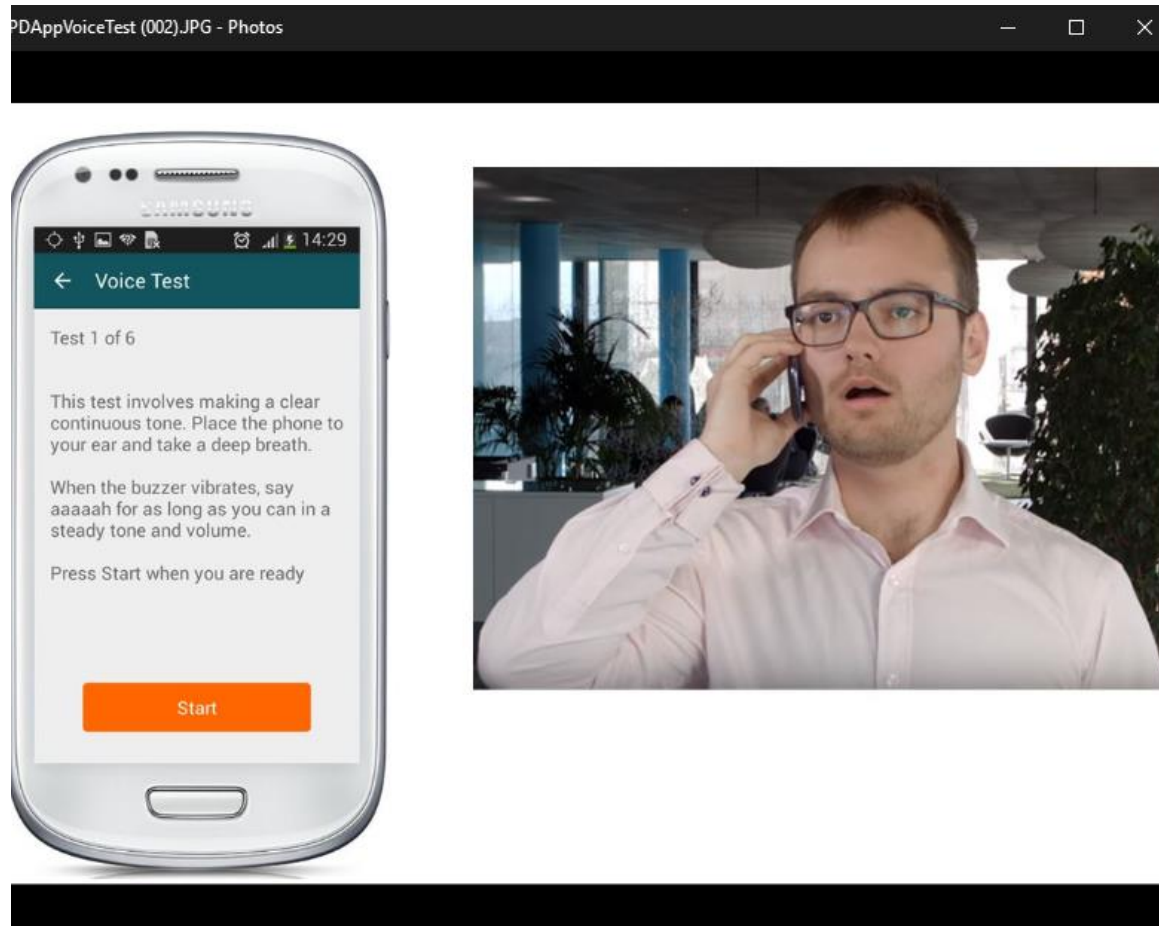 PDAppVoiceTest (002).JPG - Photos
SAMSUNG
14:29
Voice Test
Test 1 of 6
This test involves making a clear
continuous tone. Place the phone to
your ear and take a deep breath.
When the buzzer vibrates, say
aaaaah for as long as you can in a
steady tone and volume.
Press Start when you are ready
Start